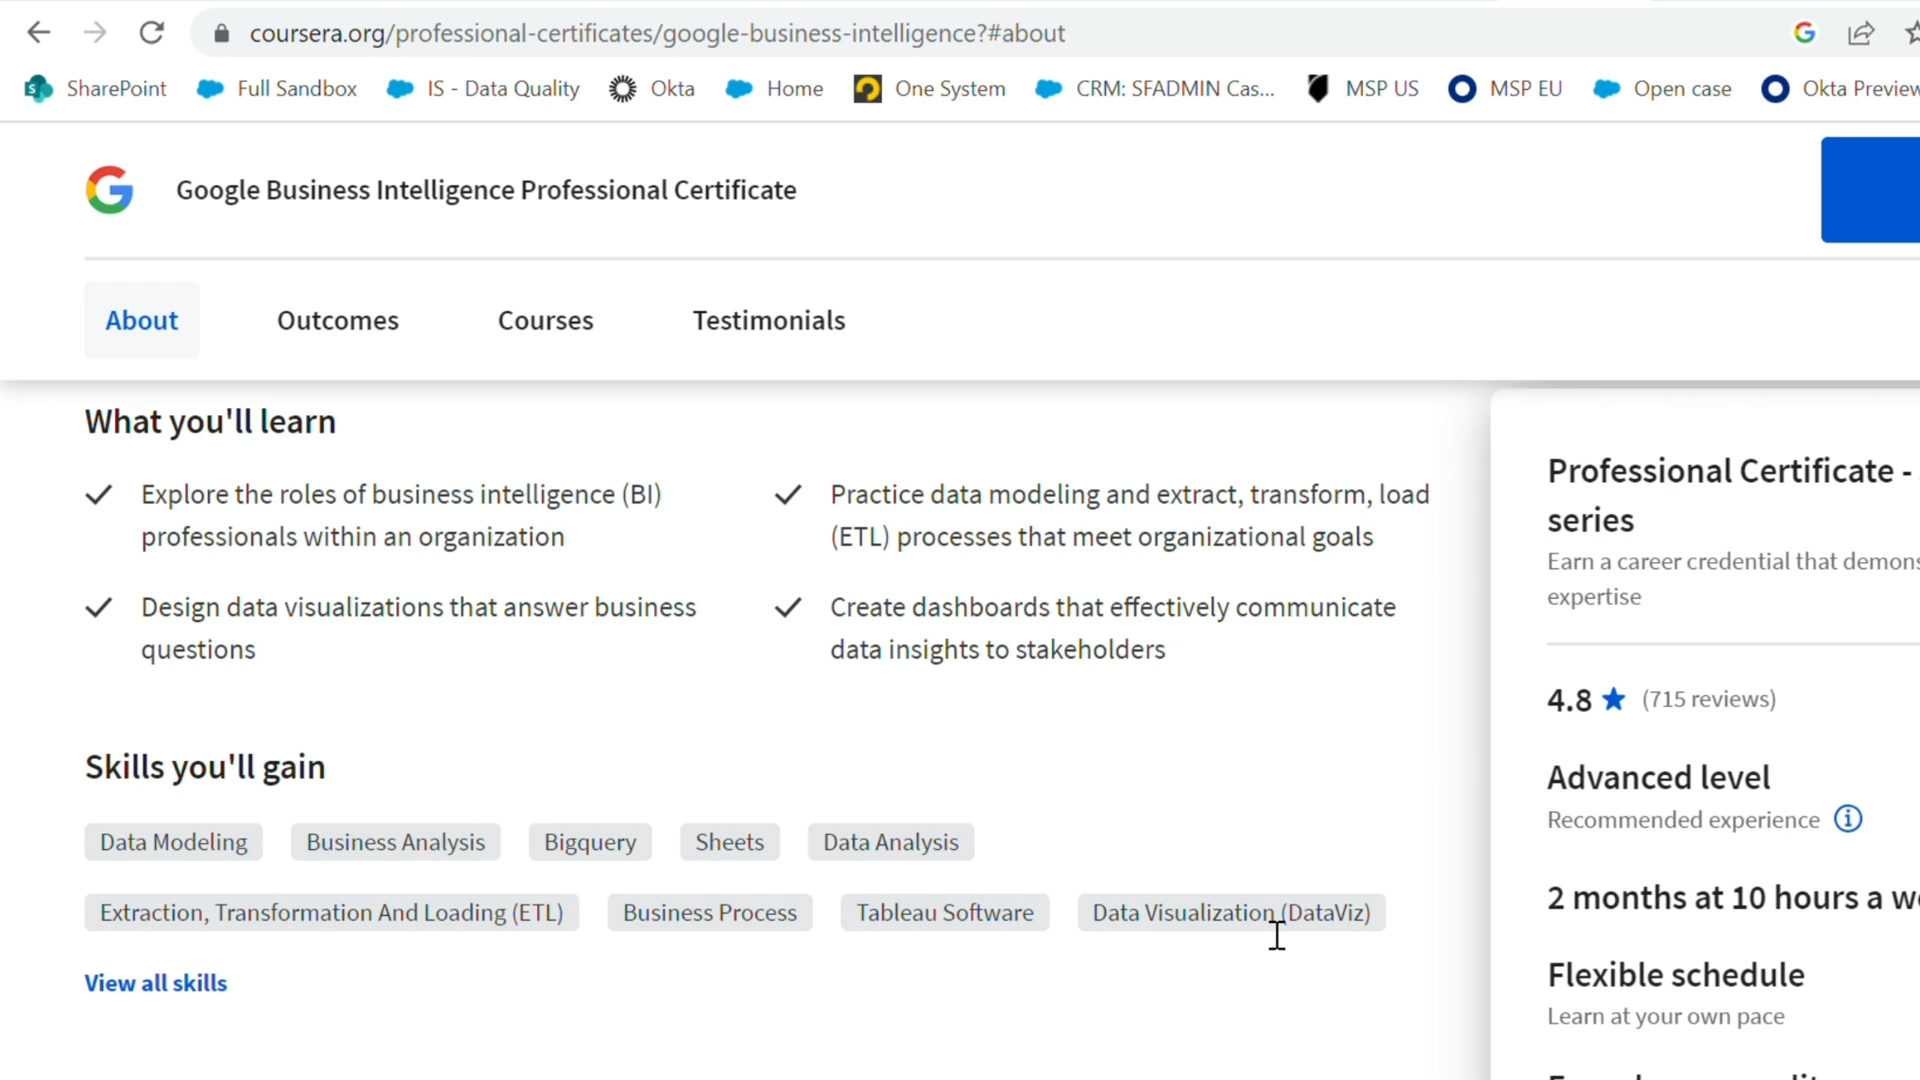 coursera.org/professional-certificates/google-business-intelligence?#about
SharePoint Full Sandbox IS - Data Quality Okta Home One System CRM: SFADMIN Cas... MSP US MSP EU Open case Okta Preview
Google Business Intelligence Professional Certificate
About Outcomes Courses Testimonials
What you'll learn
Explore the roles of business intelligence (BI)
professionals within an organization
Practice data modeling and extract, transform, load
(ETL) processes that meet organizational goals
Design data visualizations that answer business
questions
Create dashboards that effectively communicate
data insights to stakeholders
Skills you'll gain
Data Modeling Business Analysis Bigquery Sheets Data Analysis
Extraction, Transformation And Loading (ETL) Business Process Tableau Software Data Visualization (DataViz)
View all skills
Professional Certificate -
series
Earn a career credential that demons
expertise
4.8 ★ (715 reviews)
Advanced level
Recommended experience
2 months at 10 hours a we
Flexible schedule
Learn at your own pace